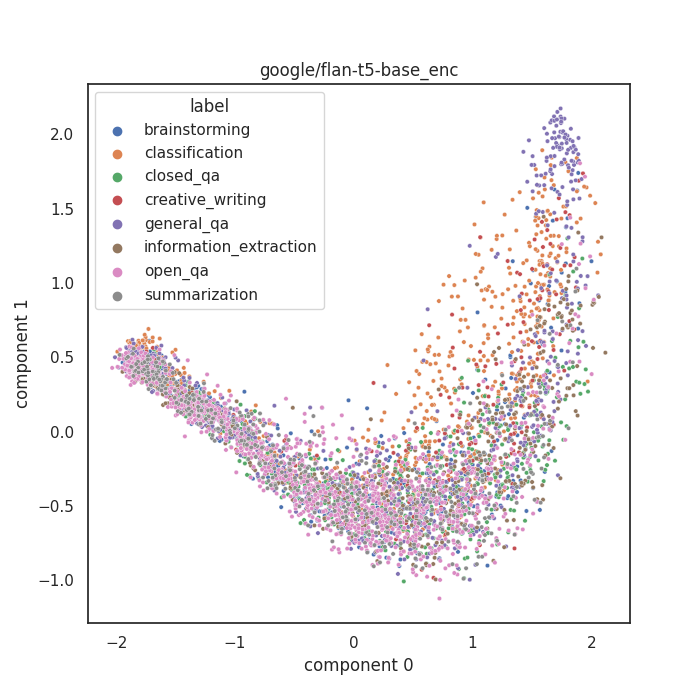 google/flan-t5-base_enc
label
brainstorming
classification
closed_qa
creative_writing
general_qa
information_extraction
open_qa
summarization
component 1
2.0
1.5
1.0
0.5
0.0
−0.5
−1.0
−2 −1 0 1 2
component 0